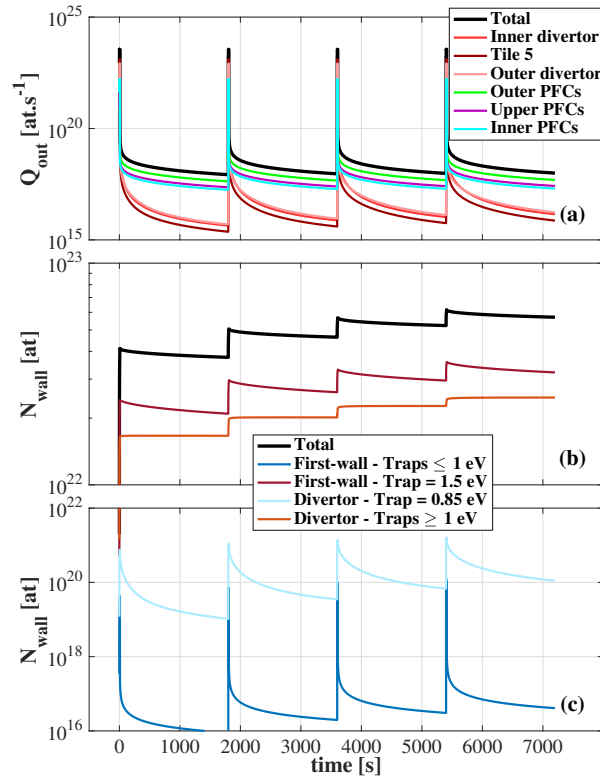 10^25
10^20
10^15
Q_out [at.s^-1]
Total
Inner divertor
Tile 5
Outer divertor
Outer PFCs
Upper PFCs
Inner PFCs
(a)
10^23
10^22
N_wall [at]
(b)
Total
First-wall - Traps ≤ 1 eV
First-wall - Trap = 1.5 eV
Divertor - Trap = 0.85 eV
Divertor - Traps ≥ 1 eV
10^22
10^20
10^18
10^16
N_wall [at]
(c)
0 1000 2000 3000 4000 5000 6000 7000
time [s]